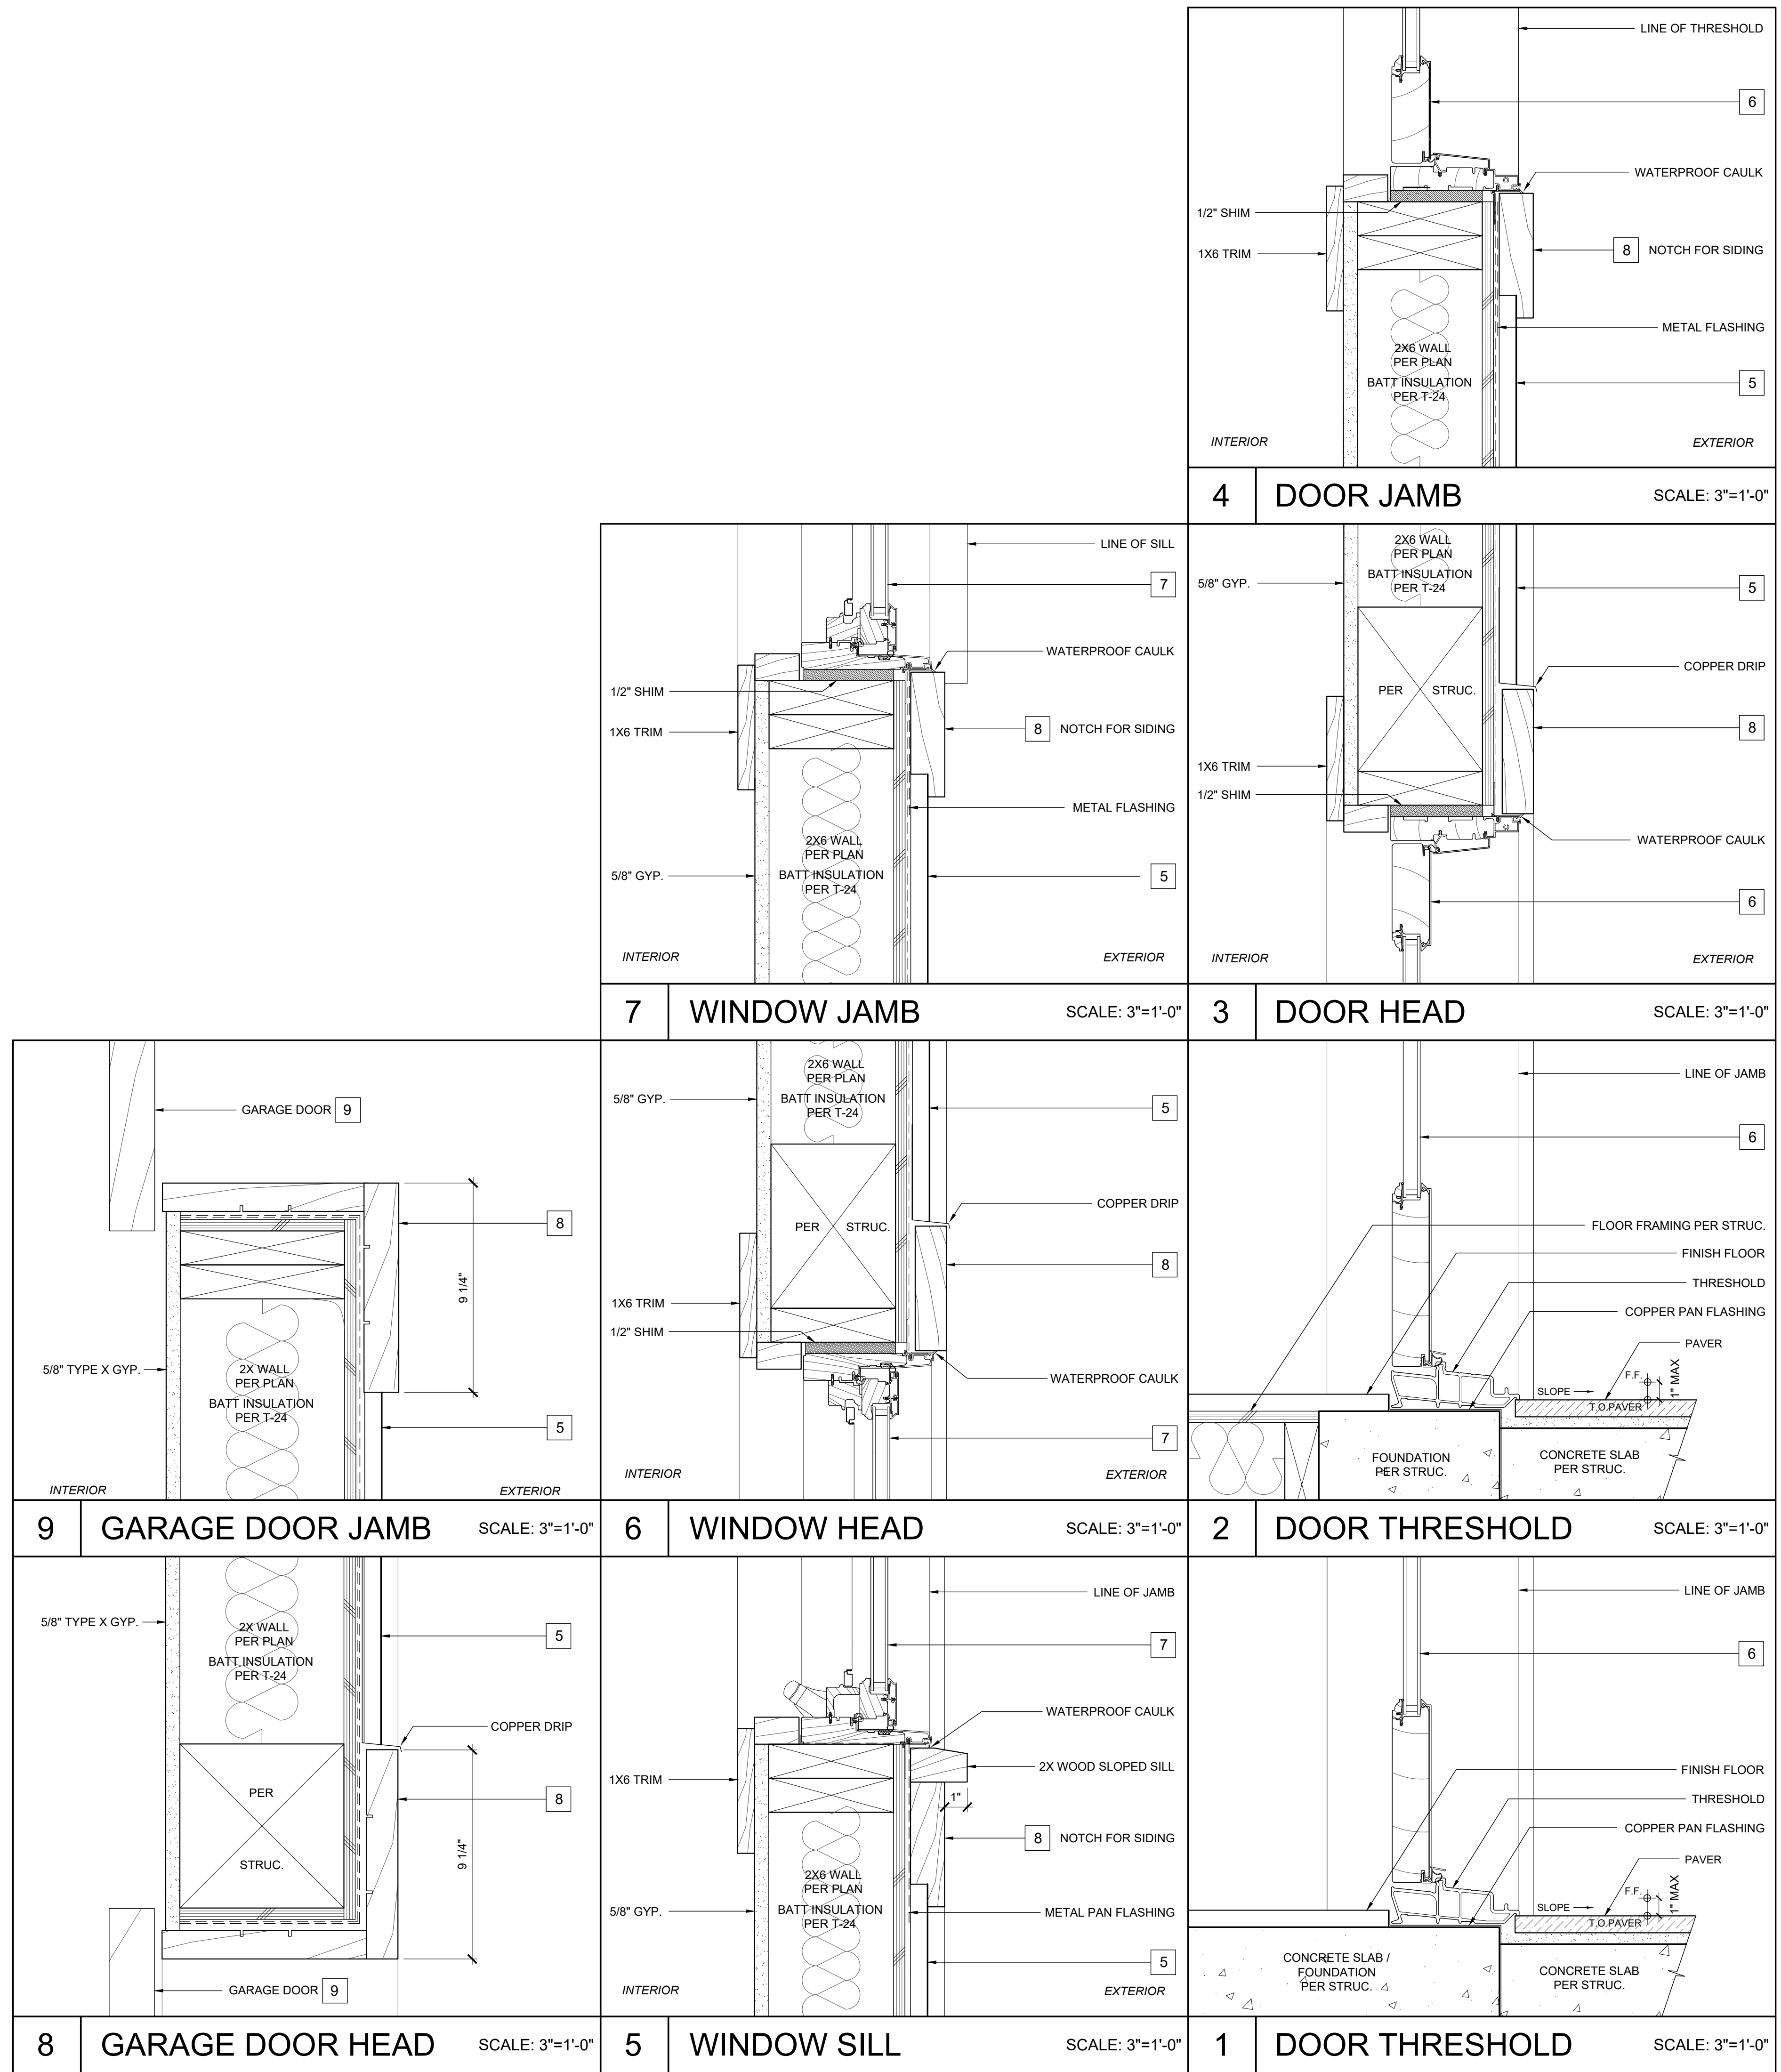 LINE OF THRESHOLD
6
WATERPROOF CAULK
1/2" SHIM
8 NOTCH FOR SIDING
1X6 TRIM
METAL FLASHING
2X6 WALL
PER PLAN
BATT INSULATION
PER T-24
5
INTERIOR
EXTERIOR
4 DOOR JAMB SCALE: 3"=1'-0"
LINE OF SILL
7
WATERPROOF CAULK
1/2" SHIM
8 NOTCH FOR SIDING
1X6 TRIM
METAL FLASHING
2X6 WALL
PER PLAN
BATT INSULATION
PER T-24
5/8" GYP.
5
INTERIOR
EXTERIOR
7 WINDOW JAMB SCALE: 3"=1'-0"
2X6 WALL
PER PLAN
BATT INSULATION
PER T-24
5/8" GYP.
5
COPPER DRIP
PER STRUC.
8
1X6 TRIM
1/2" SHIM
WATERPROOF CAULK
6
INTERIOR
EXTERIOR
3 DOOR HEAD SCALE: 3"=1'-0"
GARAGE DOOR 9
8
9 1/4"
5/8" TYPE X GYP.
2X WALL
PER PLAN
BATT INSULATION
PER T-24
5
INTERIOR
EXTERIOR
9 GARAGE DOOR JAMB SCALE: 3"=1'-0"
2X6 WALL
PER PLAN
BATT INSULATION
PER T-24
5/8" GYP.
5
COPPER DRIP
PER STRUC.
8
1X6 TRIM
1/2" SHIM
WATERPROOF CAULK
7
INTERIOR
EXTERIOR
6 WINDOW HEAD SCALE: 3"=1'-0"
LINE OF JAMB
6
FLOOR FRAMING PER STRUC.
FINISH FLOOR
THRESHOLD
COPPER PAN FLASHING
PAVER
F.F.
1" MAX
SLOPE
T.O.PAVER
FOUNDATION
PER STRUC.
CONCRETE SLAB
PER STRUC.
2 DOOR THRESHOLD SCALE: 3"=1'-0"
5/8" TYPE X GYP.
2X WALL
PER PLAN
BATT INSULATION
PER T-24
5
COPPER DRIP
PER
STRUC.
8
9 1/4"
GARAGE DOOR 9
8 GARAGE DOOR HEAD SCALE: 3"=1'-0"
LINE OF JAMB
7
WATERPROOF CAULK
2X WOOD SLOPED SILL
1X6 TRIM
1"
8 NOTCH FOR SIDING
2X6 WALL
PER PLAN
BATT INSULATION
PER T-24
5/8" GYP.
METAL PAN FLASHING
5
INTERIOR
EXTERIOR
5 WINDOW SILL SCALE: 3"=1'-0"
LINE OF JAMB
6
FINISH FLOOR
THRESHOLD
COPPER PAN FLASHING
PAVER
F.F.
1" MAX
SLOPE
T.O.PAVER
CONCRETE SLAB /
FOUNDATION
PER STRUC.
CONCRETE SLAB
PER STRUC.
1 DOOR THRESHOLD SCALE: 3"=1'-0"